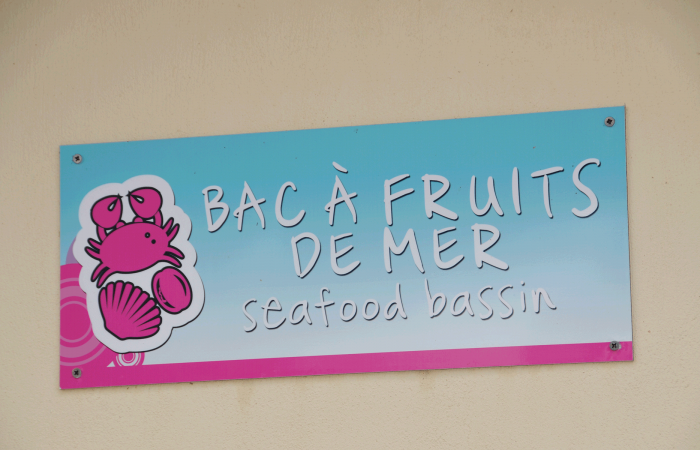 BAC À FRUITS
DE MER
seafood bassin